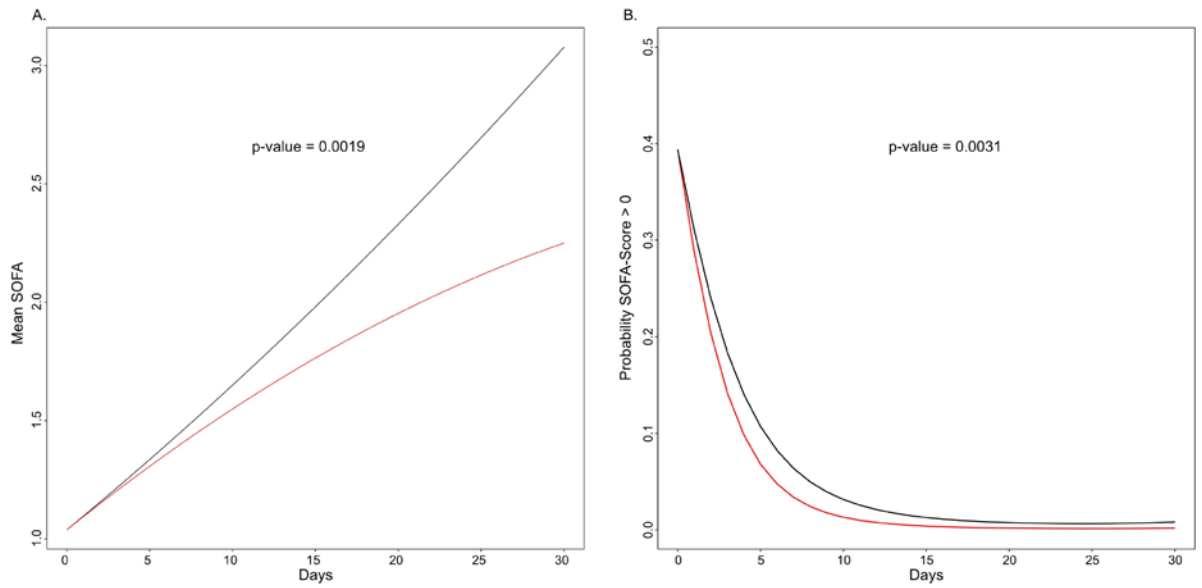 A.
Mean SOFA
3.0
2.5
2.0
1.5
1.0
p-value = 0.0019
0 5 10 15 20 25 30
Days
B.
Probability SOFA-Score > 0
0.5
0.4
0.3
0.2
0.1
0.0
p-value = 0.0031
0 5 10 15 20 25 30
Days